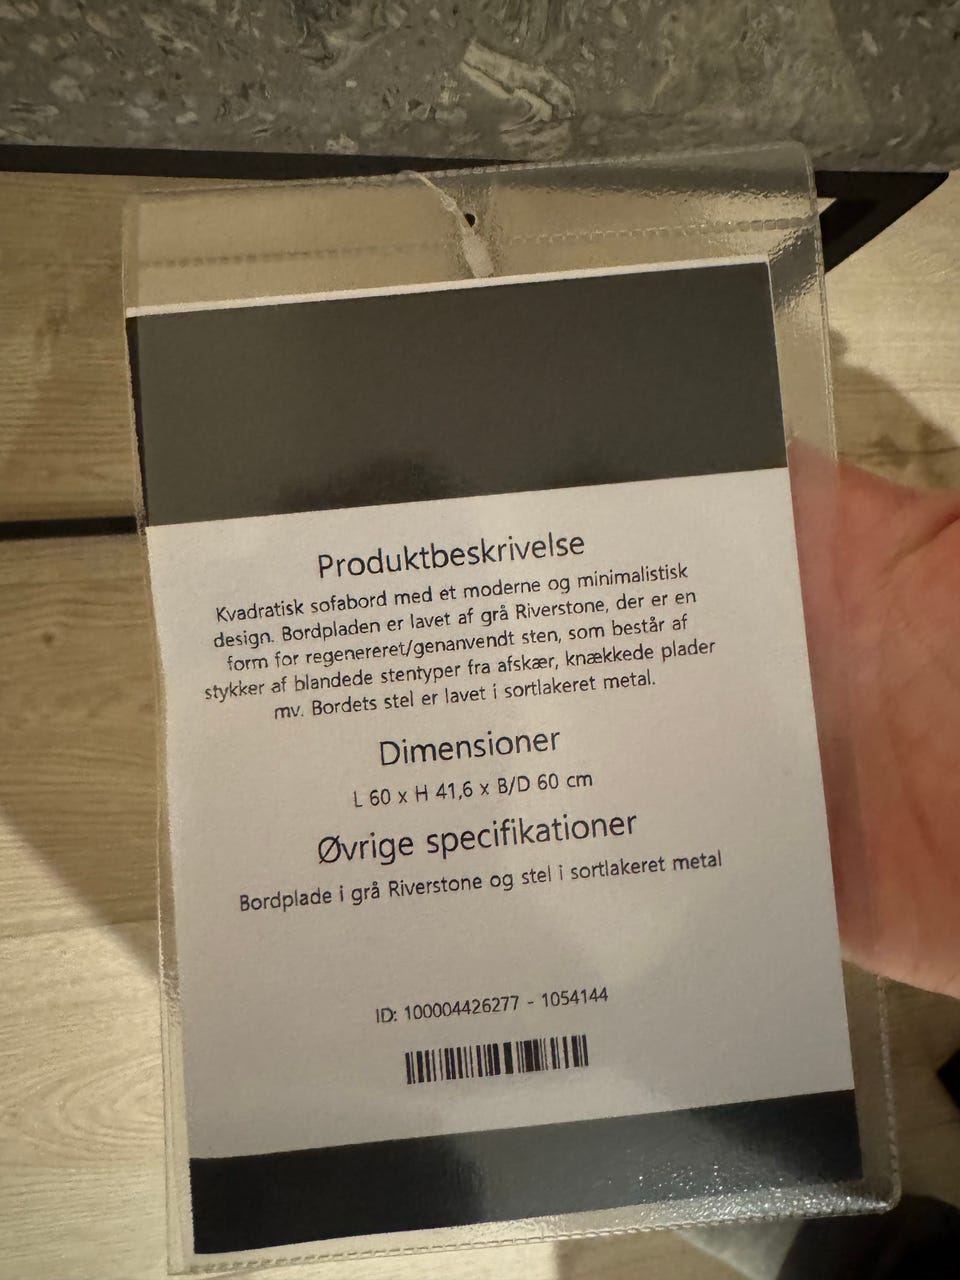 Produktbeskrivelse
Kvadratisk sofabord med et moderne og minimalistisk
design. Bordpladen er lavet af grå Riverstone, der er en
form for regenereret/genanvendt sten, som består af
stykker af blandede stentyper fra afskær, knækkede plader
mv. Bordets stel er lavet i sortlakeret metal.
Dimensioner
L 60 x H 41,6 x B/D 60 cm
Øvrige specifikationer
Bordplade i grå Riverstone og stel i sortlakeret metal
ID: 100004426277 - 1054144